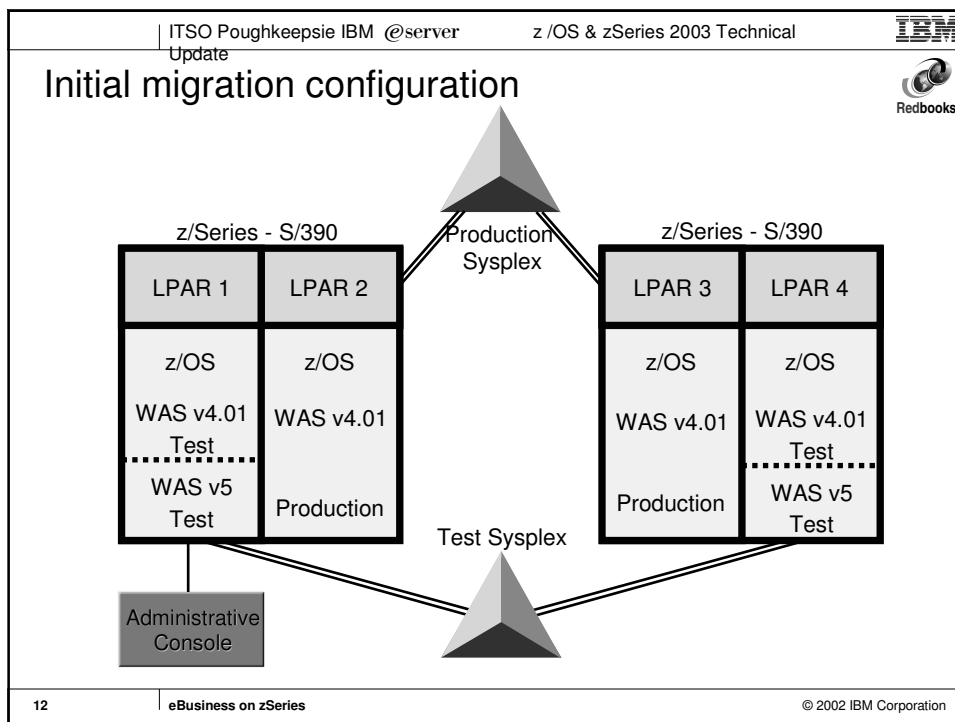 ITSO Poughkeepsie IBM @server z /OS & zSeries 2003 Technical
Update
IBM
Initial migration configuration
Redbooks
z/Series - S/390
Production
Sysplex
z/Series - S/390
LPAR 1
LPAR 2
LPAR 3
LPAR 4
z/OS
WAS v4.01
Test
WAS v5
Test
z/OS
WAS v4.01
Production
z/OS
WAS v4.01
Production
z/OS
WAS v4.01
Test
WAS v5
Test
Test Sysplex
Administrative
Console
12
eBusiness on zSeries
© 2002 IBM Corporation